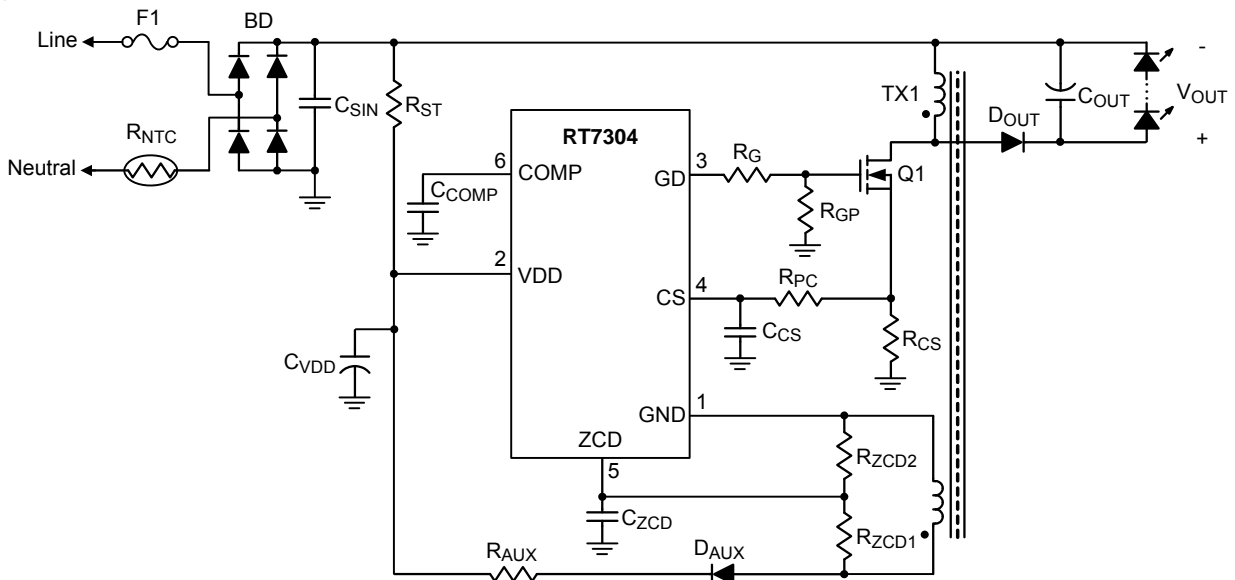 F1
BD
Line
TX1
-
CSIN
RST
COUT
VOUT
DOUT
+
RNTC
Neutral
RT7304
6
COMP
CCOMP
3
GD
RG
Q1
RGP
2
VDD
4
CS
RPC
CCS
RCS
CVDD
1
GND
ZCD
5
RZCD2
CZCD
RZCD1
RAUX
DAUX